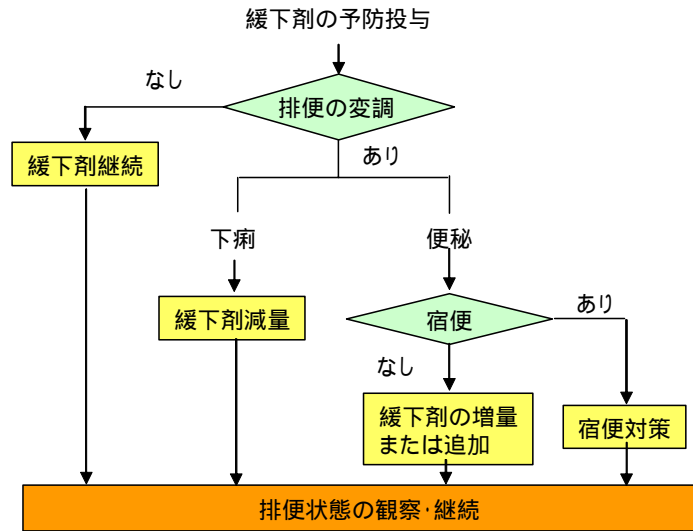 緩下剤の予防投与
なし
排便の変調
あり
緩下剤継続
下痢
便秘
緩下剤減量
宿便
あり
なし
緩下剤の増量
または追加
宿便対策
排便状態の観察・継続